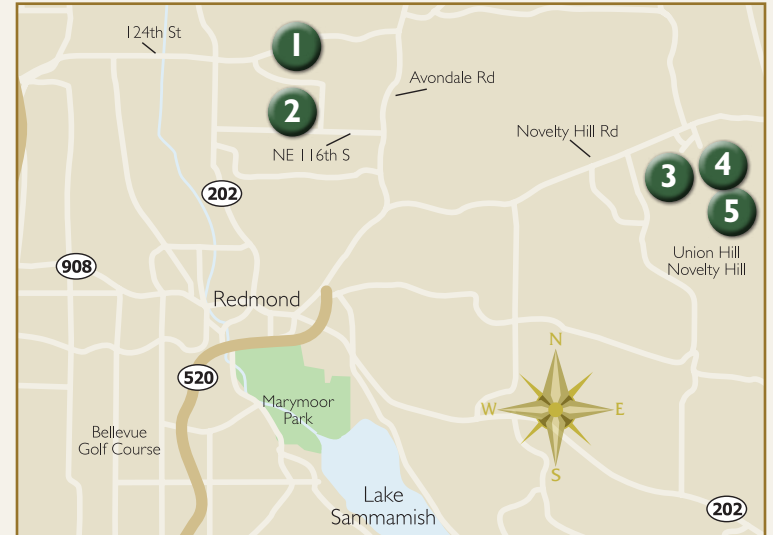 124th St
1
Avondale Rd
2
Novelty Hill Rd
NE 116th S
4
3
202
5
Union Hill
Novelty Hill
908
Redmond
N
520
Marymoor
Park
W
E
Bellevue
Golf Course
S
Lake
Sammamish
202